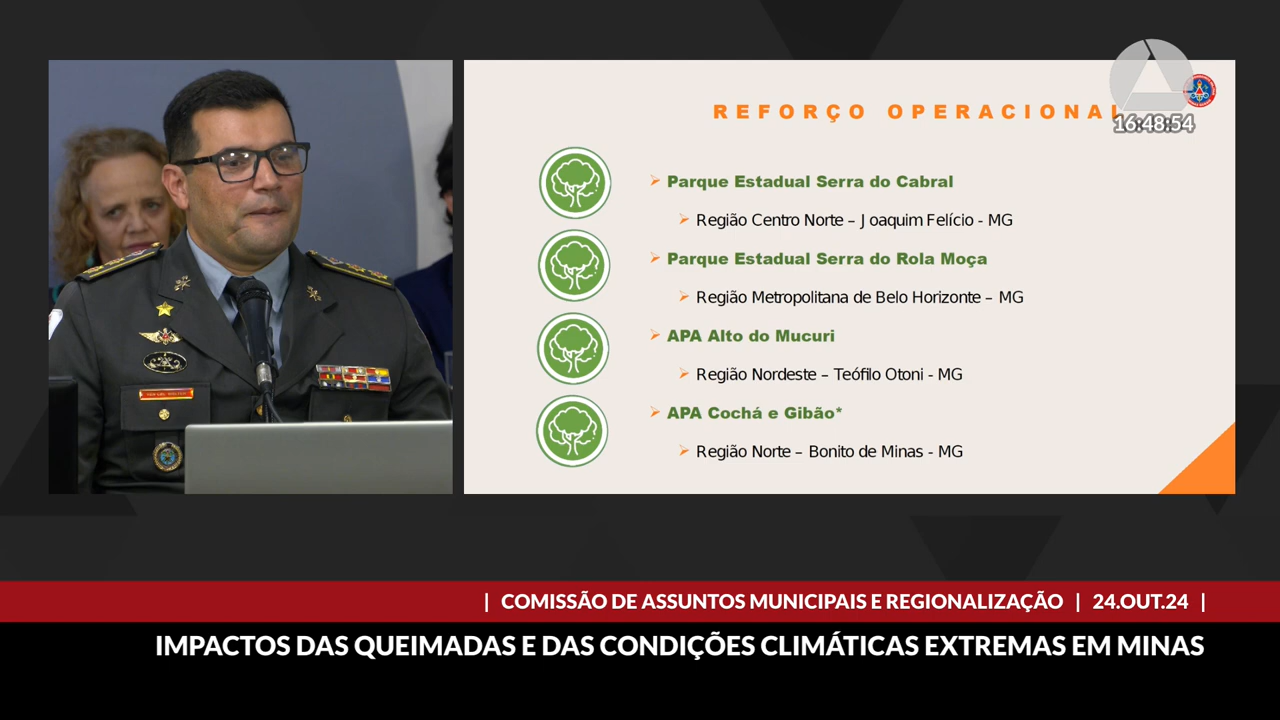 REFORÇO OPERACIONAL
16:48:54
Parque Estadual Serra do Cabral
Região Centro Norte – Joaquim Felício - MG
Parque Estadual Serra do Rola Moça
Região Metropolitana de Belo Horizonte – MG
APA Alto do Mucuri
Região Nordeste – Teófilo Otoni - MG
APA Cochá e Gibão*
Região Norte – Bonito de Minas - MG
| COMISSÃO DE ASSUNTOS MUNICIPAIS E REGIONALIZAÇÃO | 24.OUT.24 |
IMPACTOS DAS QUEIMADAS E DAS CONDIÇÕES CLIMÁTICAS EXTREMAS EM MINAS